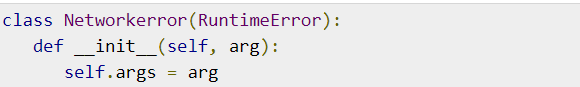 class Networkerror(RuntimeError):
   def __init__(self, arg):
      self.args = arg